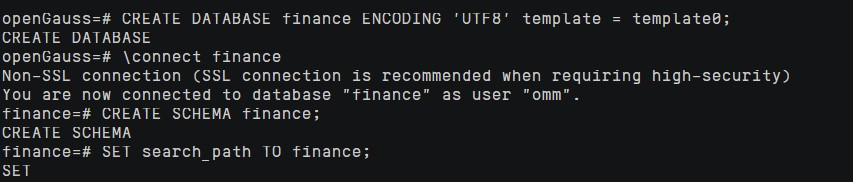 openGauss=# CREATE DATABASE finance ENCODING 'UTF8' template = template0;
CREATE DATABASE
openGauss=# \connect finance
Non-SSL connection (SSL connection is recommended when requiring high-security)
You are now connected to database "finance" as user "omm".
finance=# CREATE SCHEMA finance;
CREATE SCHEMA
finance=# SET search_path TO finance;
SET